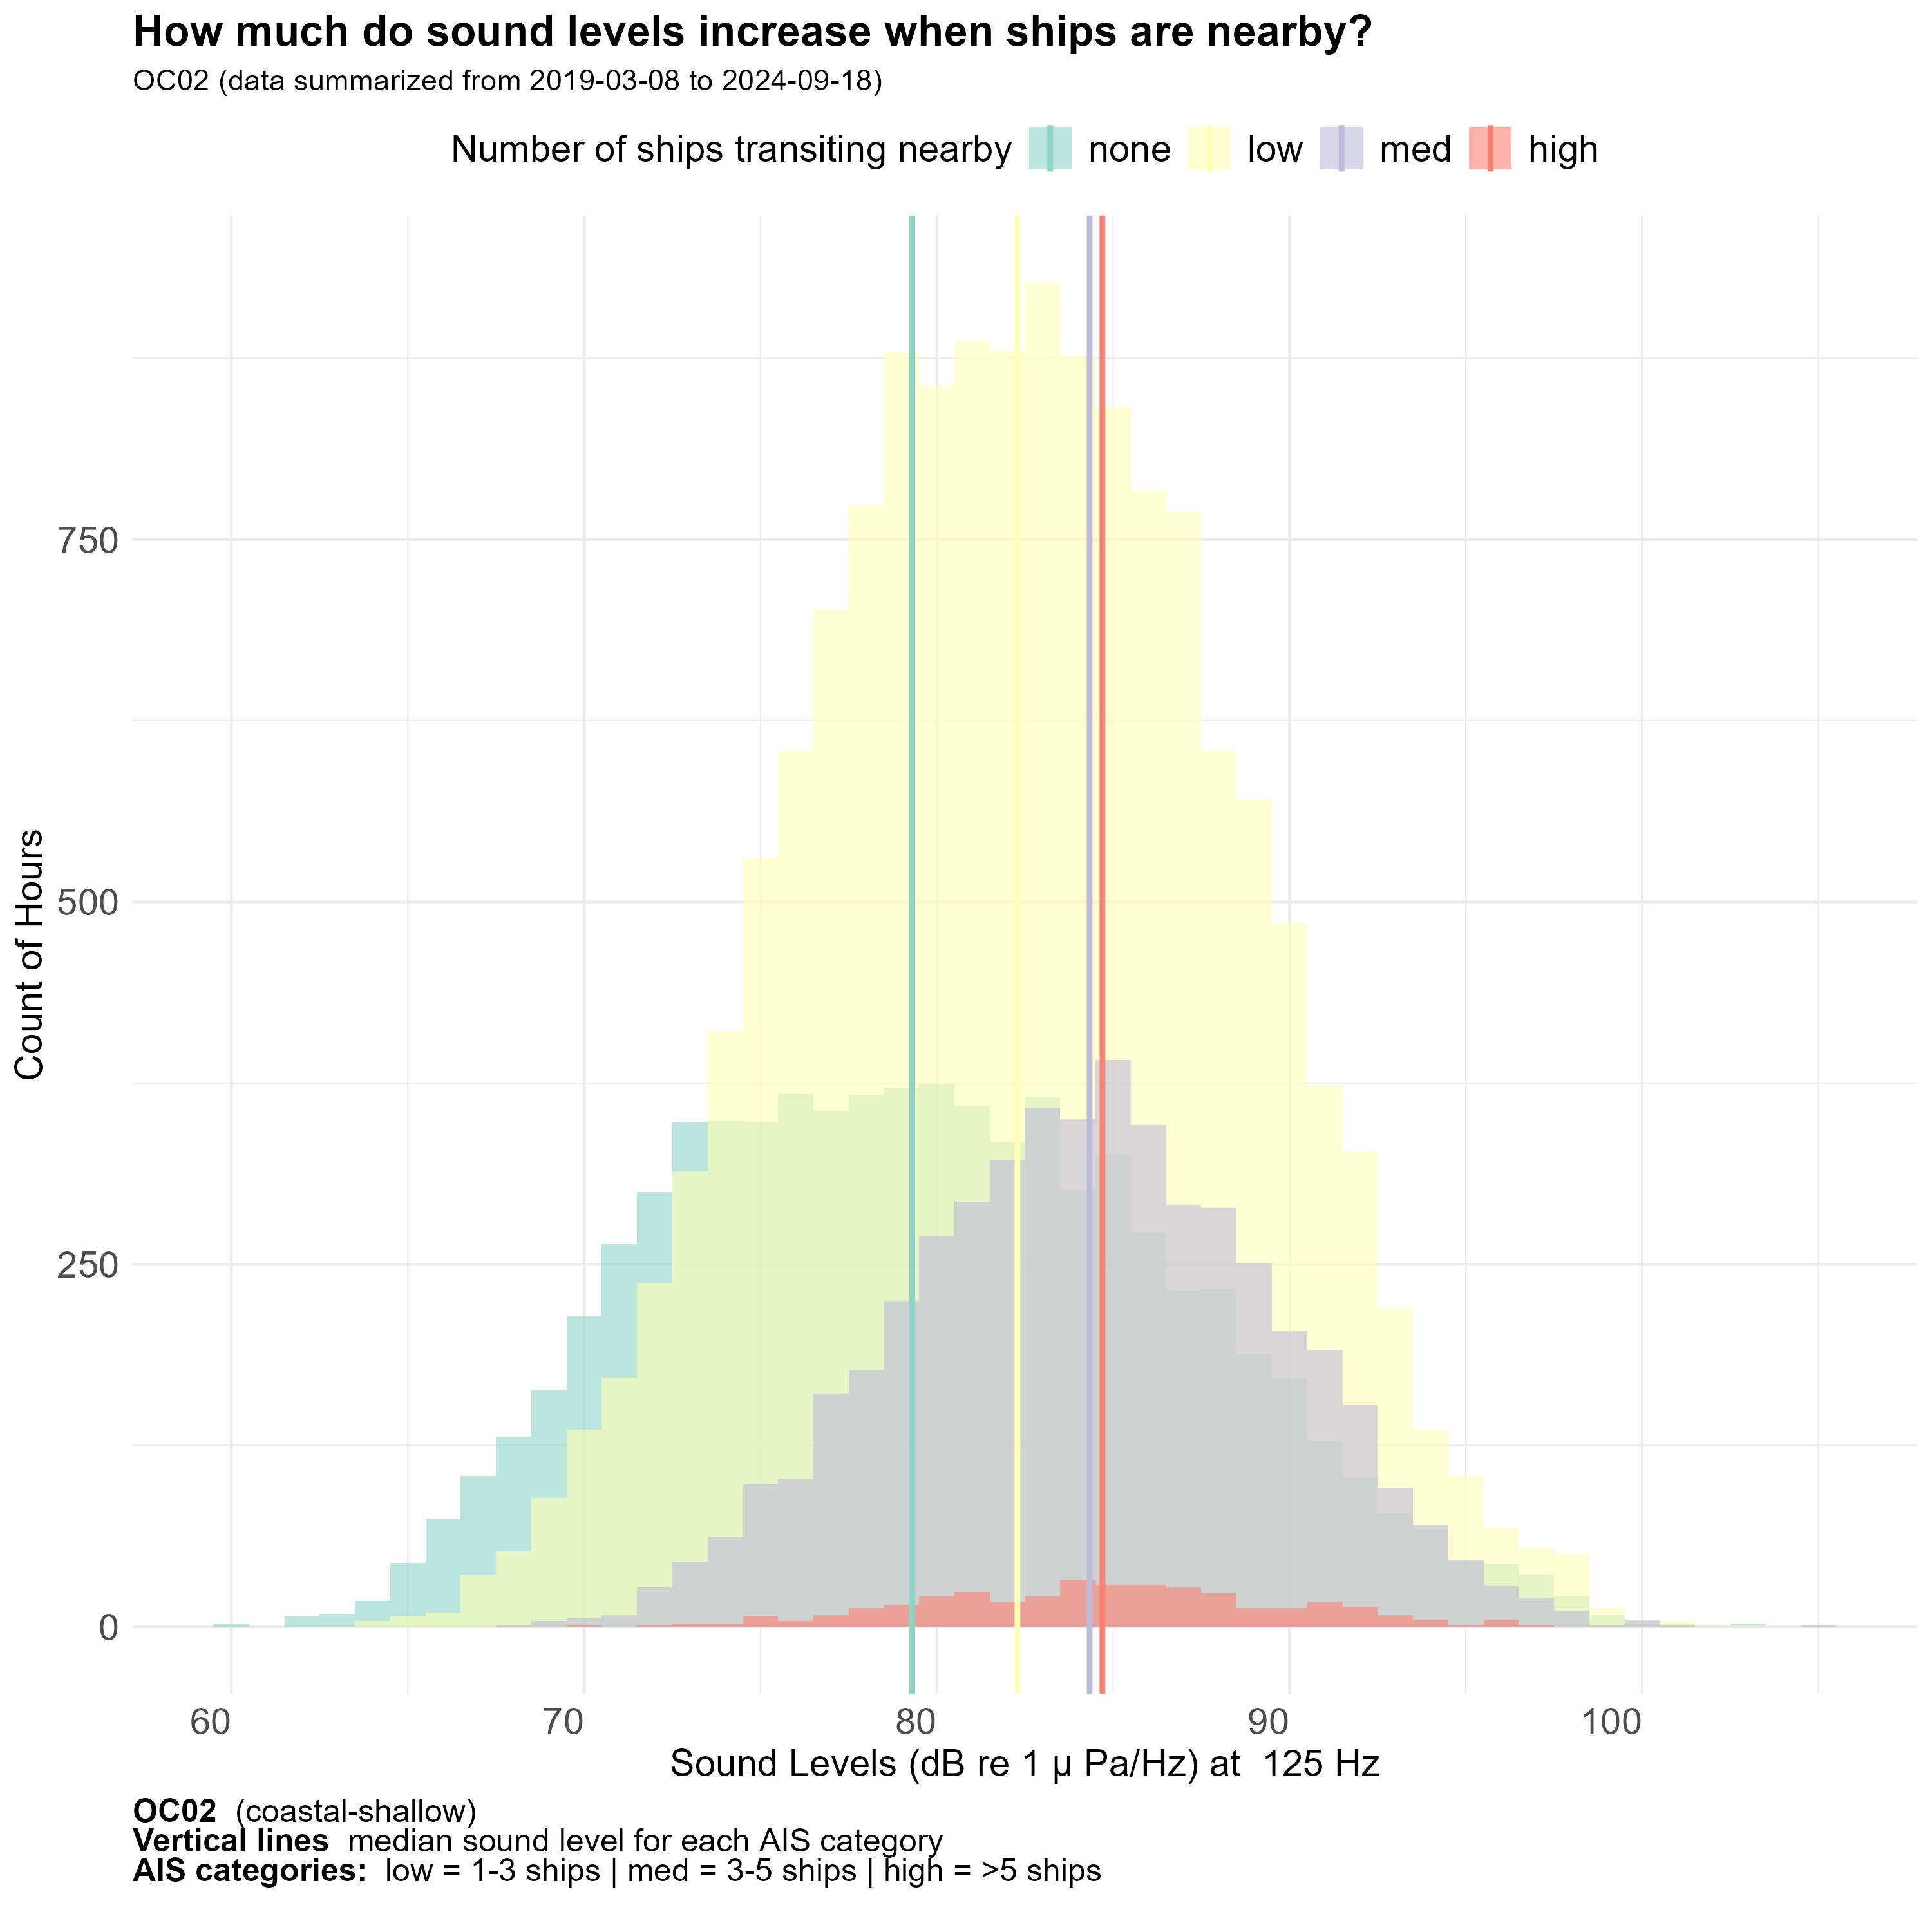 How much do sound levels increase when ships are nearby?
OC02 (data summarized from 2019-03-08 to 2024-09-18)
Number of ships transiting nearby none low med high
750
500
250
0
Count of Hours
60 70 80 90 100
Sound Levels (dB re 1 μ Pa/Hz) at  125 Hz
OC02  (coastal-shallow)
Vertical lines  median sound level for each AIS category
AIS categories:  low = 1-3 ships | med = 3-5 ships | high = >5 ships